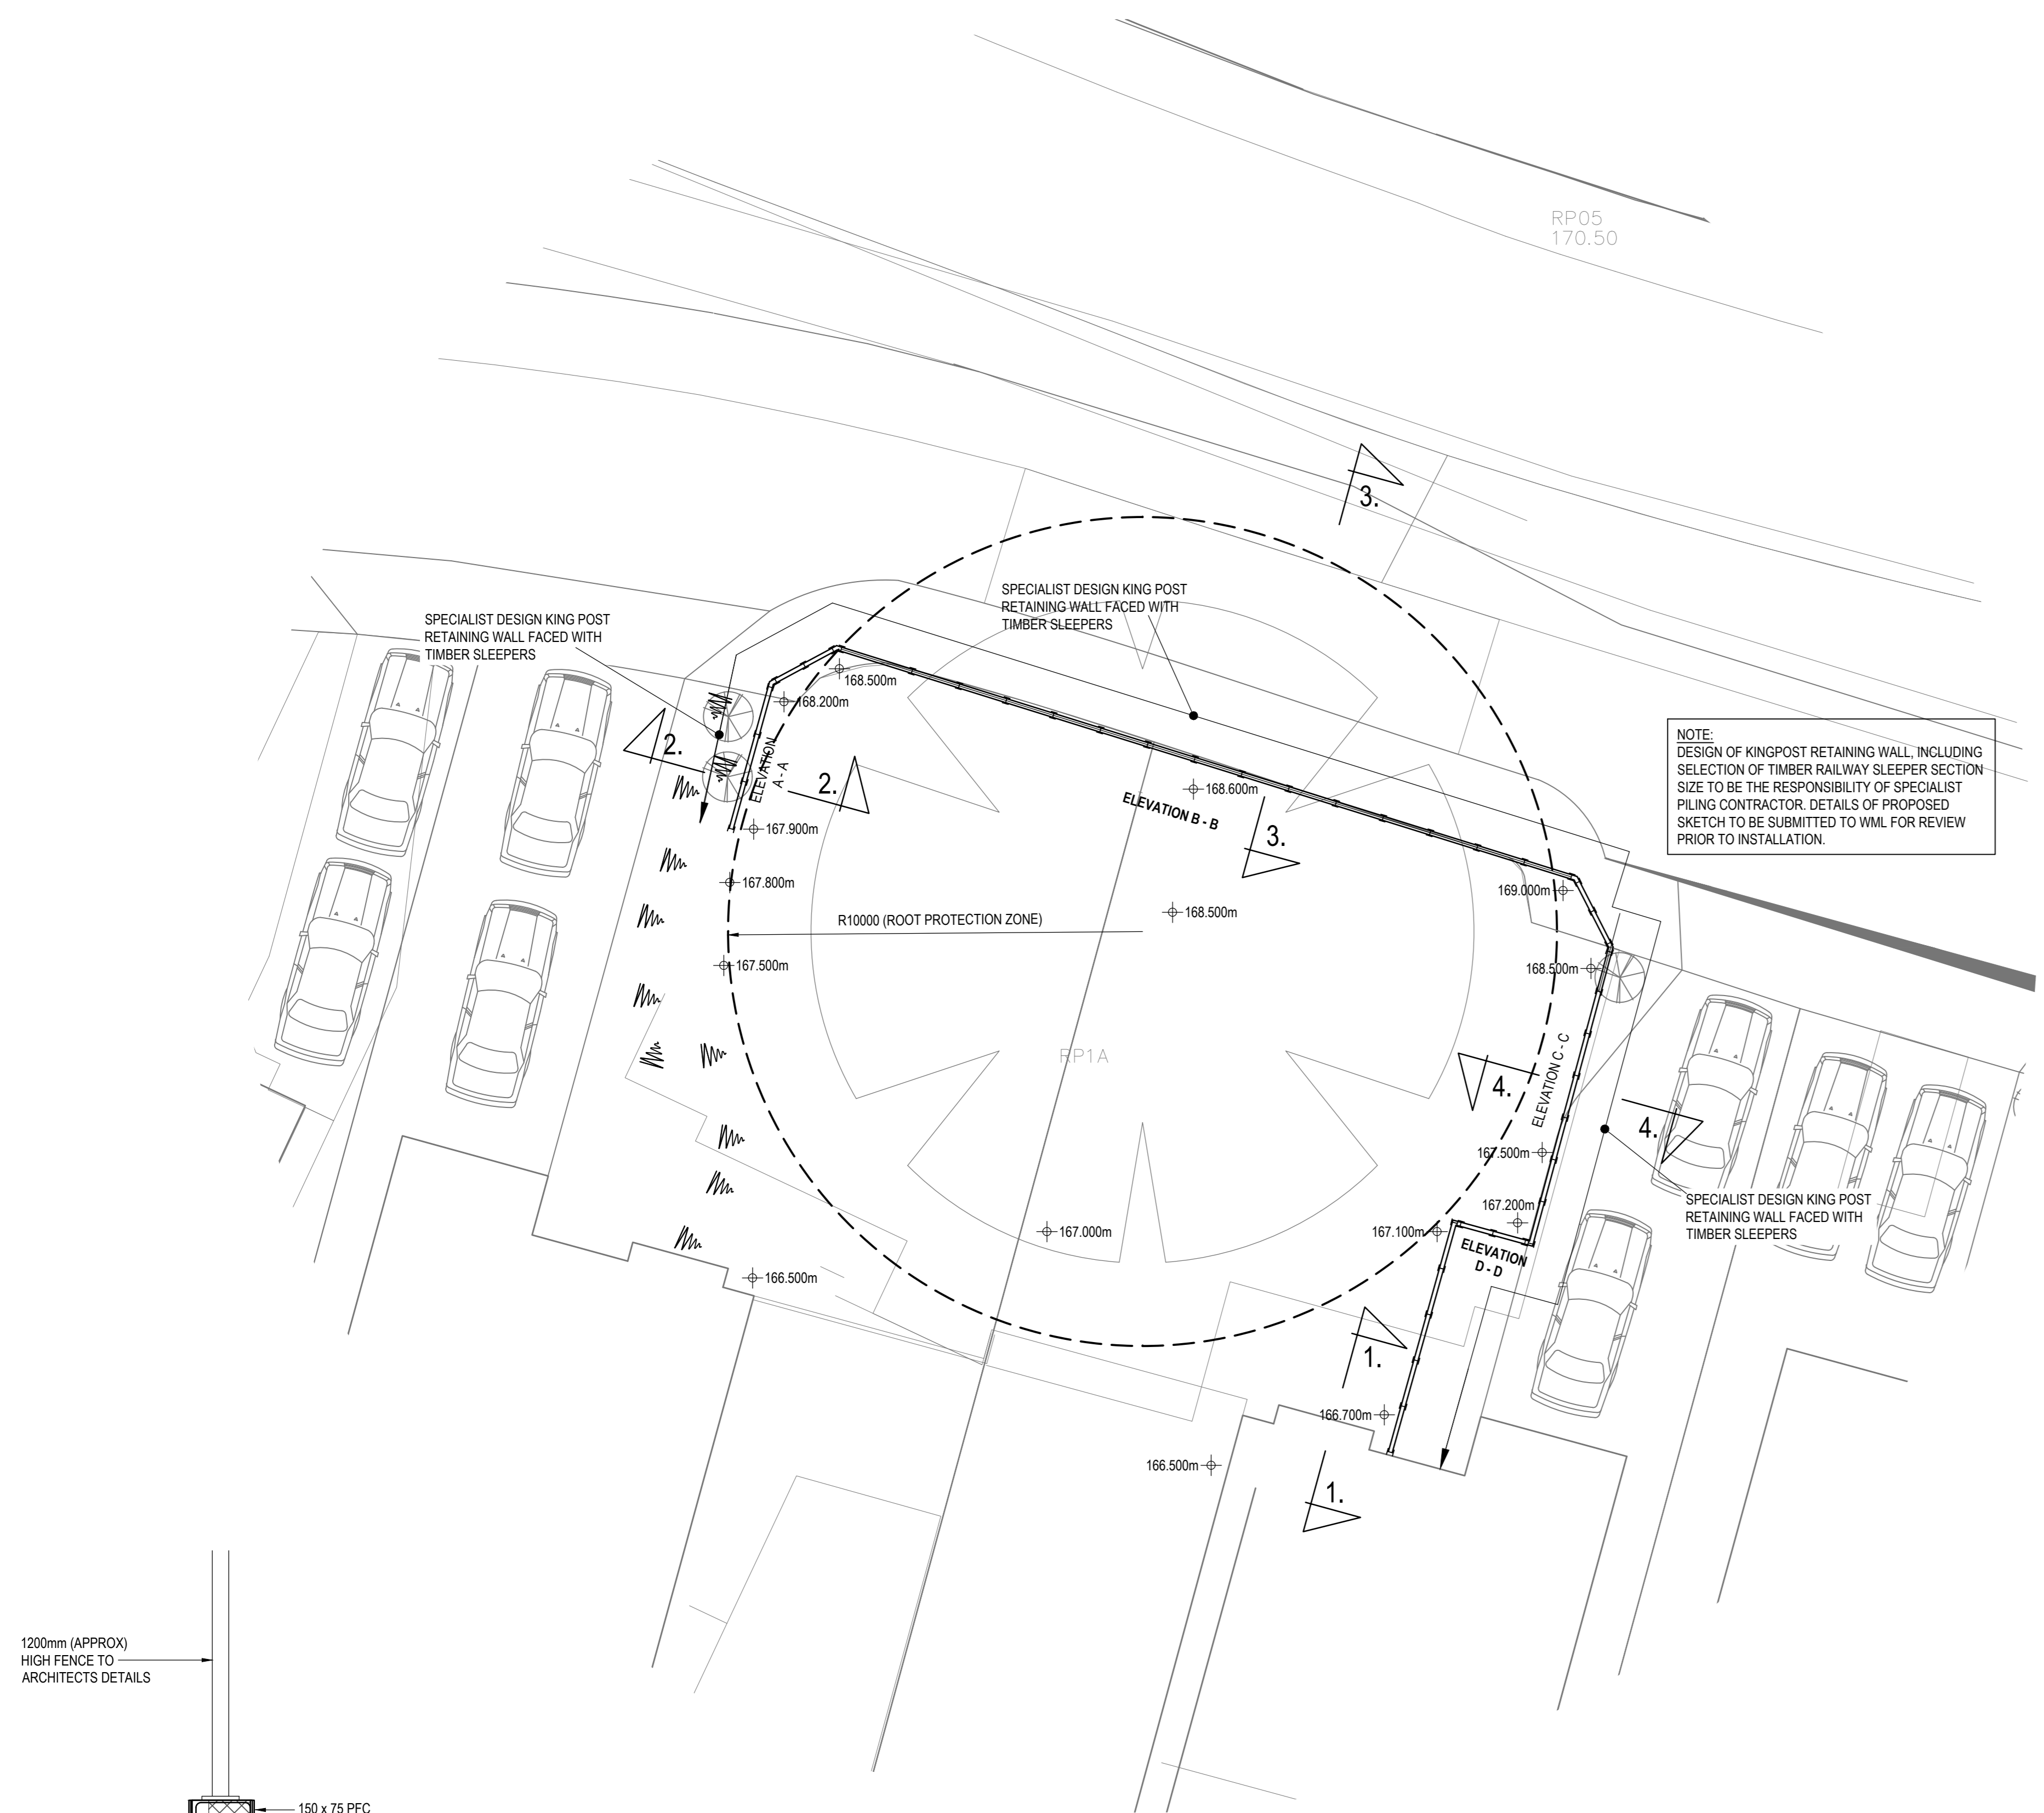 RP05
170.50
3.
SPECIALIST DESIGN KING POST
RETAINING WALL FACED WITH
TIMBER SLEEPERS
SPECIALIST DESIGN KING POST
RETAINING WALL FACED WITH
TIMBER SLEEPERS
168.500m
168.200m
2.
ELEVATION
A - A
2.
168.600m
ELEVATION B - B
3.
167.900m
NOTE:
DESIGN OF KINGPOST RETAINING WALL, INCLUDING
SELECTION OF TIMBER RAILWAY SLEEPER SECTION
SIZE TO BE THE RESPONSIBILITY OF SPECIALIST
PILING CONTRACTOR. DETAILS OF PROPOSED
SKETCH TO BE SUBMITTED TO WML FOR REVIEW
PRIOR TO INSTALLATION.
167.800m
169.000m
168.500m
R10000 (ROOT PROTECTION ZONE)
167.500m
168.500m
RP1A
4.
ELEVATION C - C
4.
167.500m
167.200m
167.100m
167.000m
SPECIALIST DESIGN KING POST
RETAINING WALL FACED WITH
TIMBER SLEEPERS
ELEVATION
D - D
166.500m
1.
166.700m
166.500m
1.
1200mm (APPROX)
HIGH FENCE TO
ARCHITECTS DETAILS
150 x 75 PFC